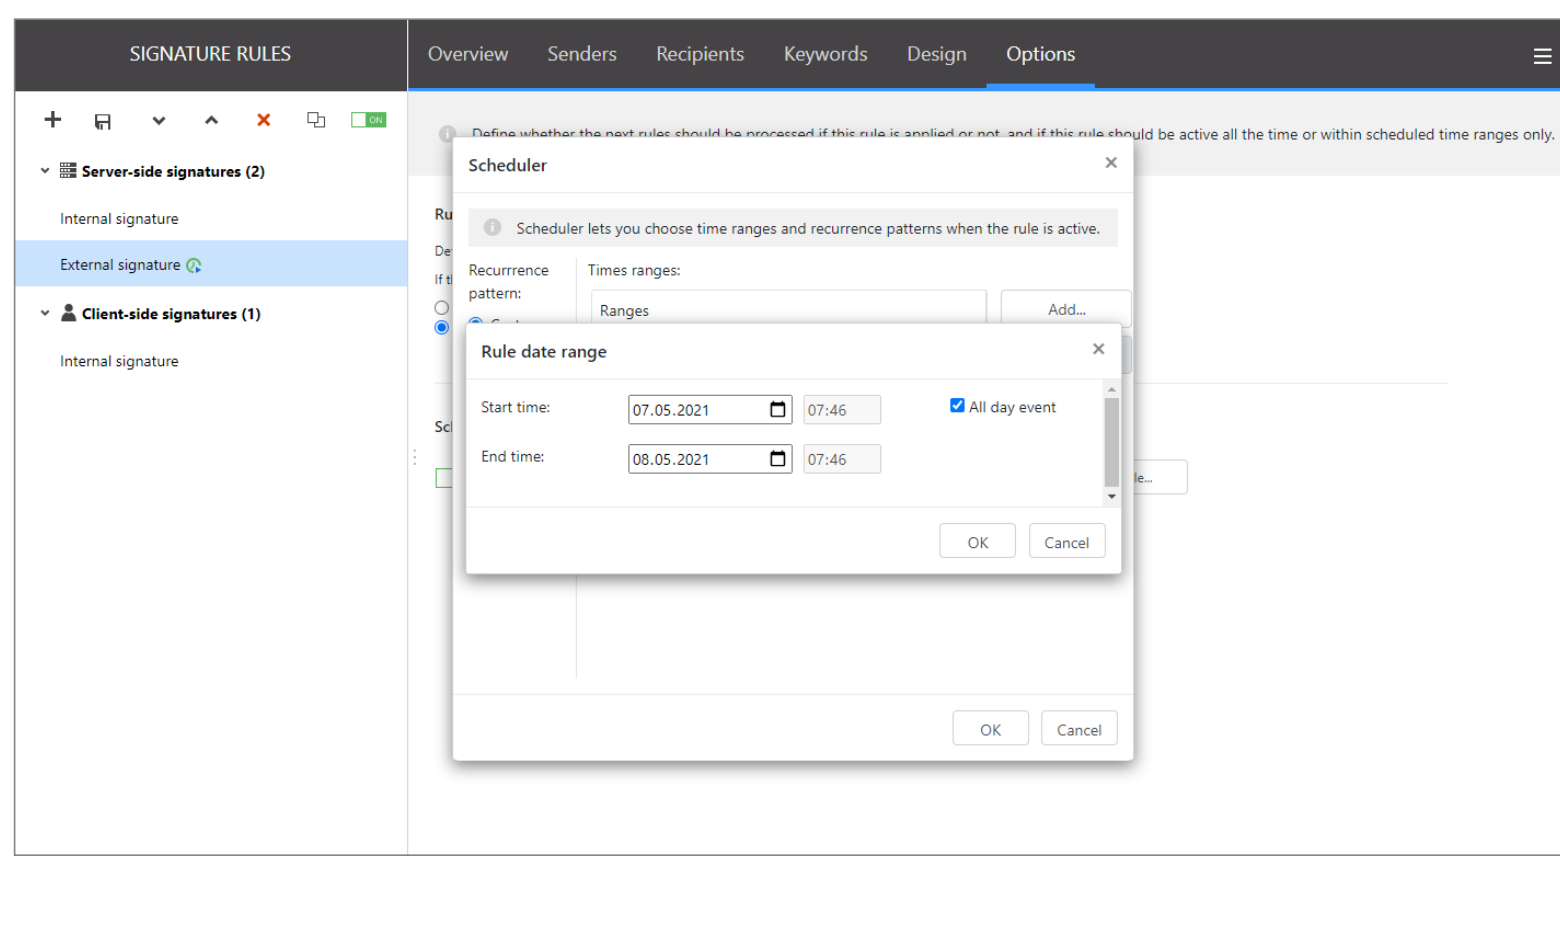 SIGNATURE RULES
Overview Senders Recipients Keywords Design Options
ON
Define whether the next rules should be processed if this rule is applied or not, and if this rule should be active all the time or within scheduled time ranges only.
Server-side signatures (2)
Internal signature
External signature
Client-side signatures (1)
Internal signature
Scheduler
Scheduler lets you choose time ranges and recurrence patterns when the rule is active.
Recurrrence
pattern:
Times ranges:
Ranges
Add...
Rule date range
Start time: 07.05.2021 07:46 All day event
End time: 08.05.2021 07:46
OK Cancel
OK Cancel